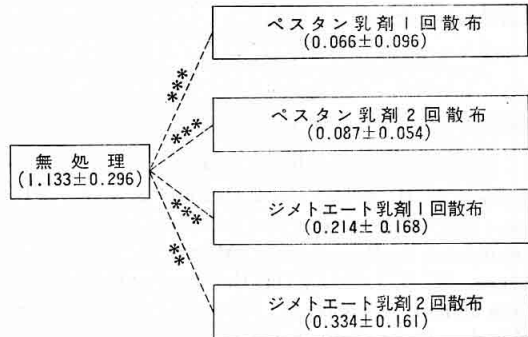 ペスタン乳剤1回散布
(0.066±0.096)
***
ペスタン乳剤2回散布
(0.087±0.054)
***
無処理
(1.133±0.296)
ジメトエート乳剤1回散布
(0.214±0.168)
***
ジメトエート乳剤2回散布
(0.334±0.161)
**